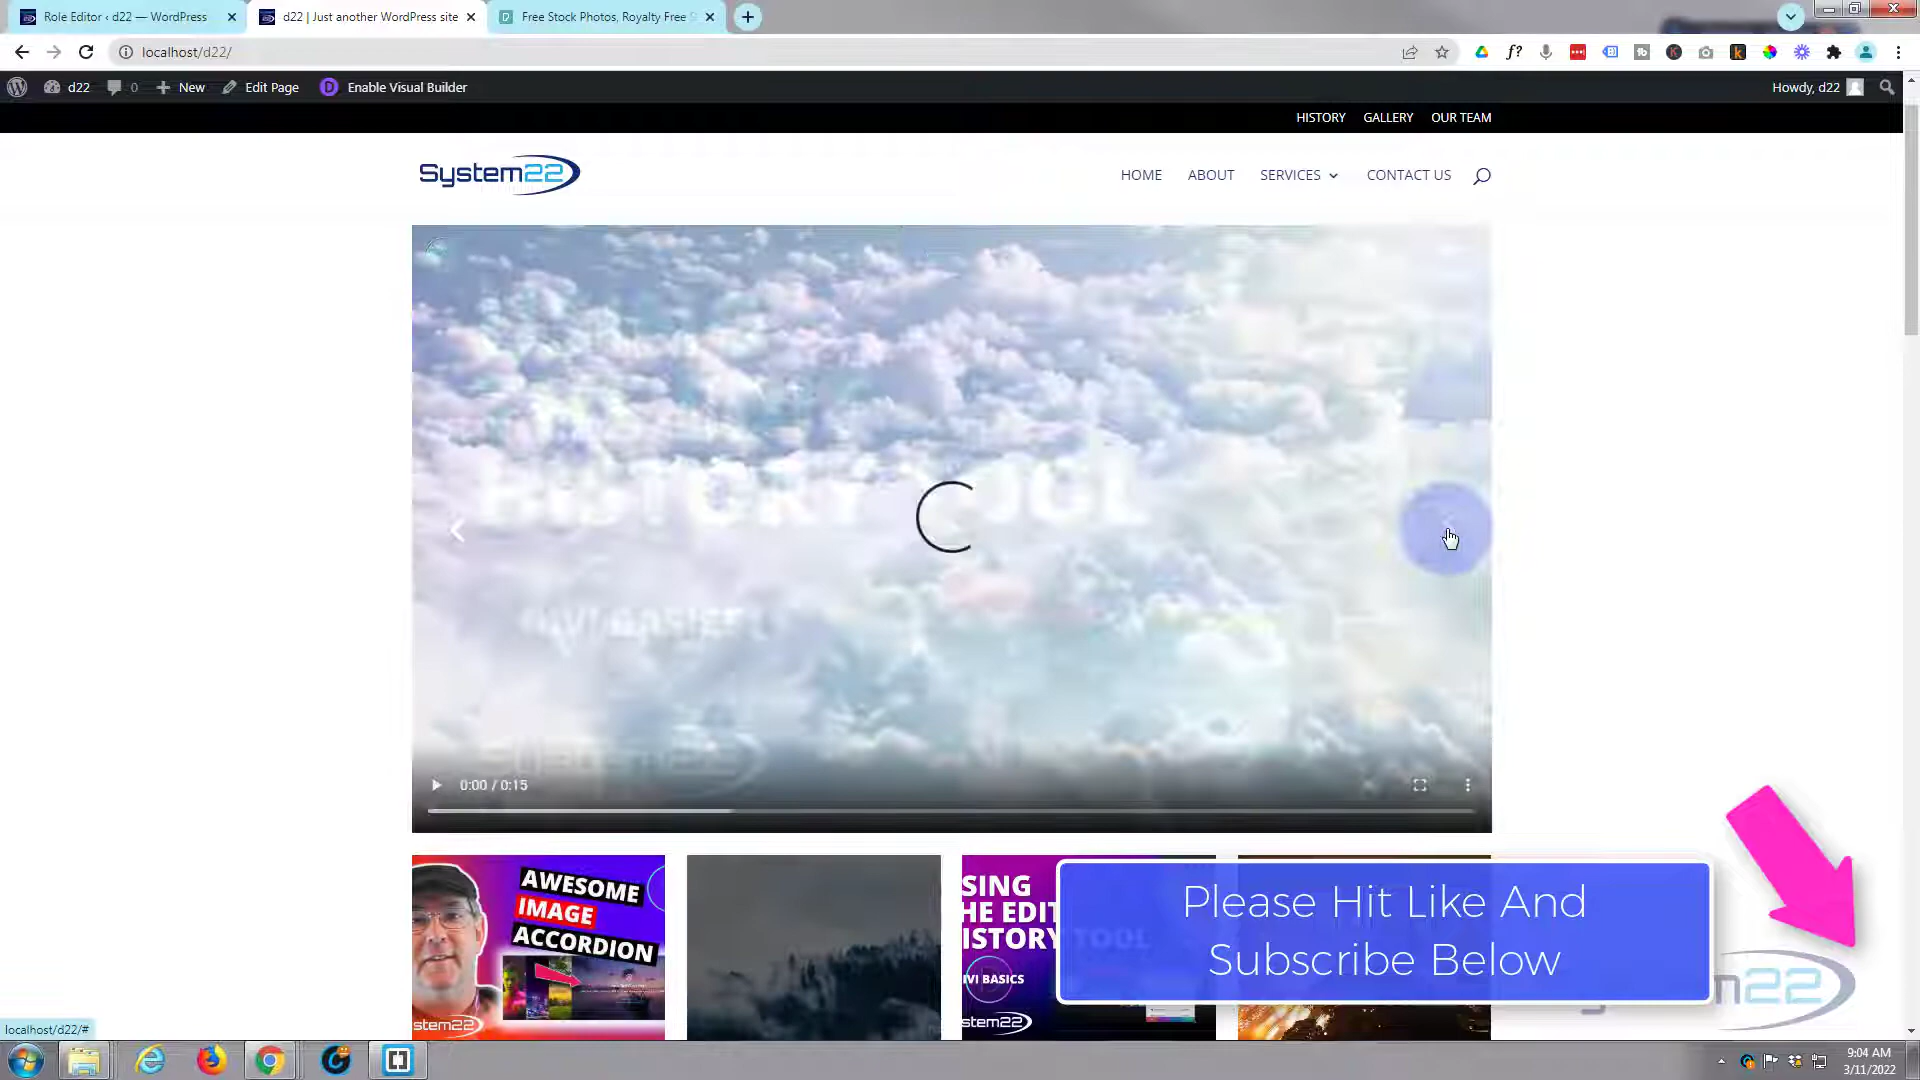 Role Editor ‹ d22 — WordPress
d22 | Just another WordPress site
Free Stock Photos, Royalty Free S
localhost/d22/
d22
0
New
Edit Page
Enable Visual Builder
Howdy, d22
HISTORY
GALLERY
OUR TEAM
System22
HOME
ABOUT
SERVICES
CONTACT US
0:00 / 0:15
AWESOME
IMAGE
ACCORDION
stem22
SING
HE EDIT
ISTORY TOOL
IVI BASICS
stem22
Please Hit Like And
Subscribe Below
m22
localhost/d22/#
9:04 AM
3/11/2022